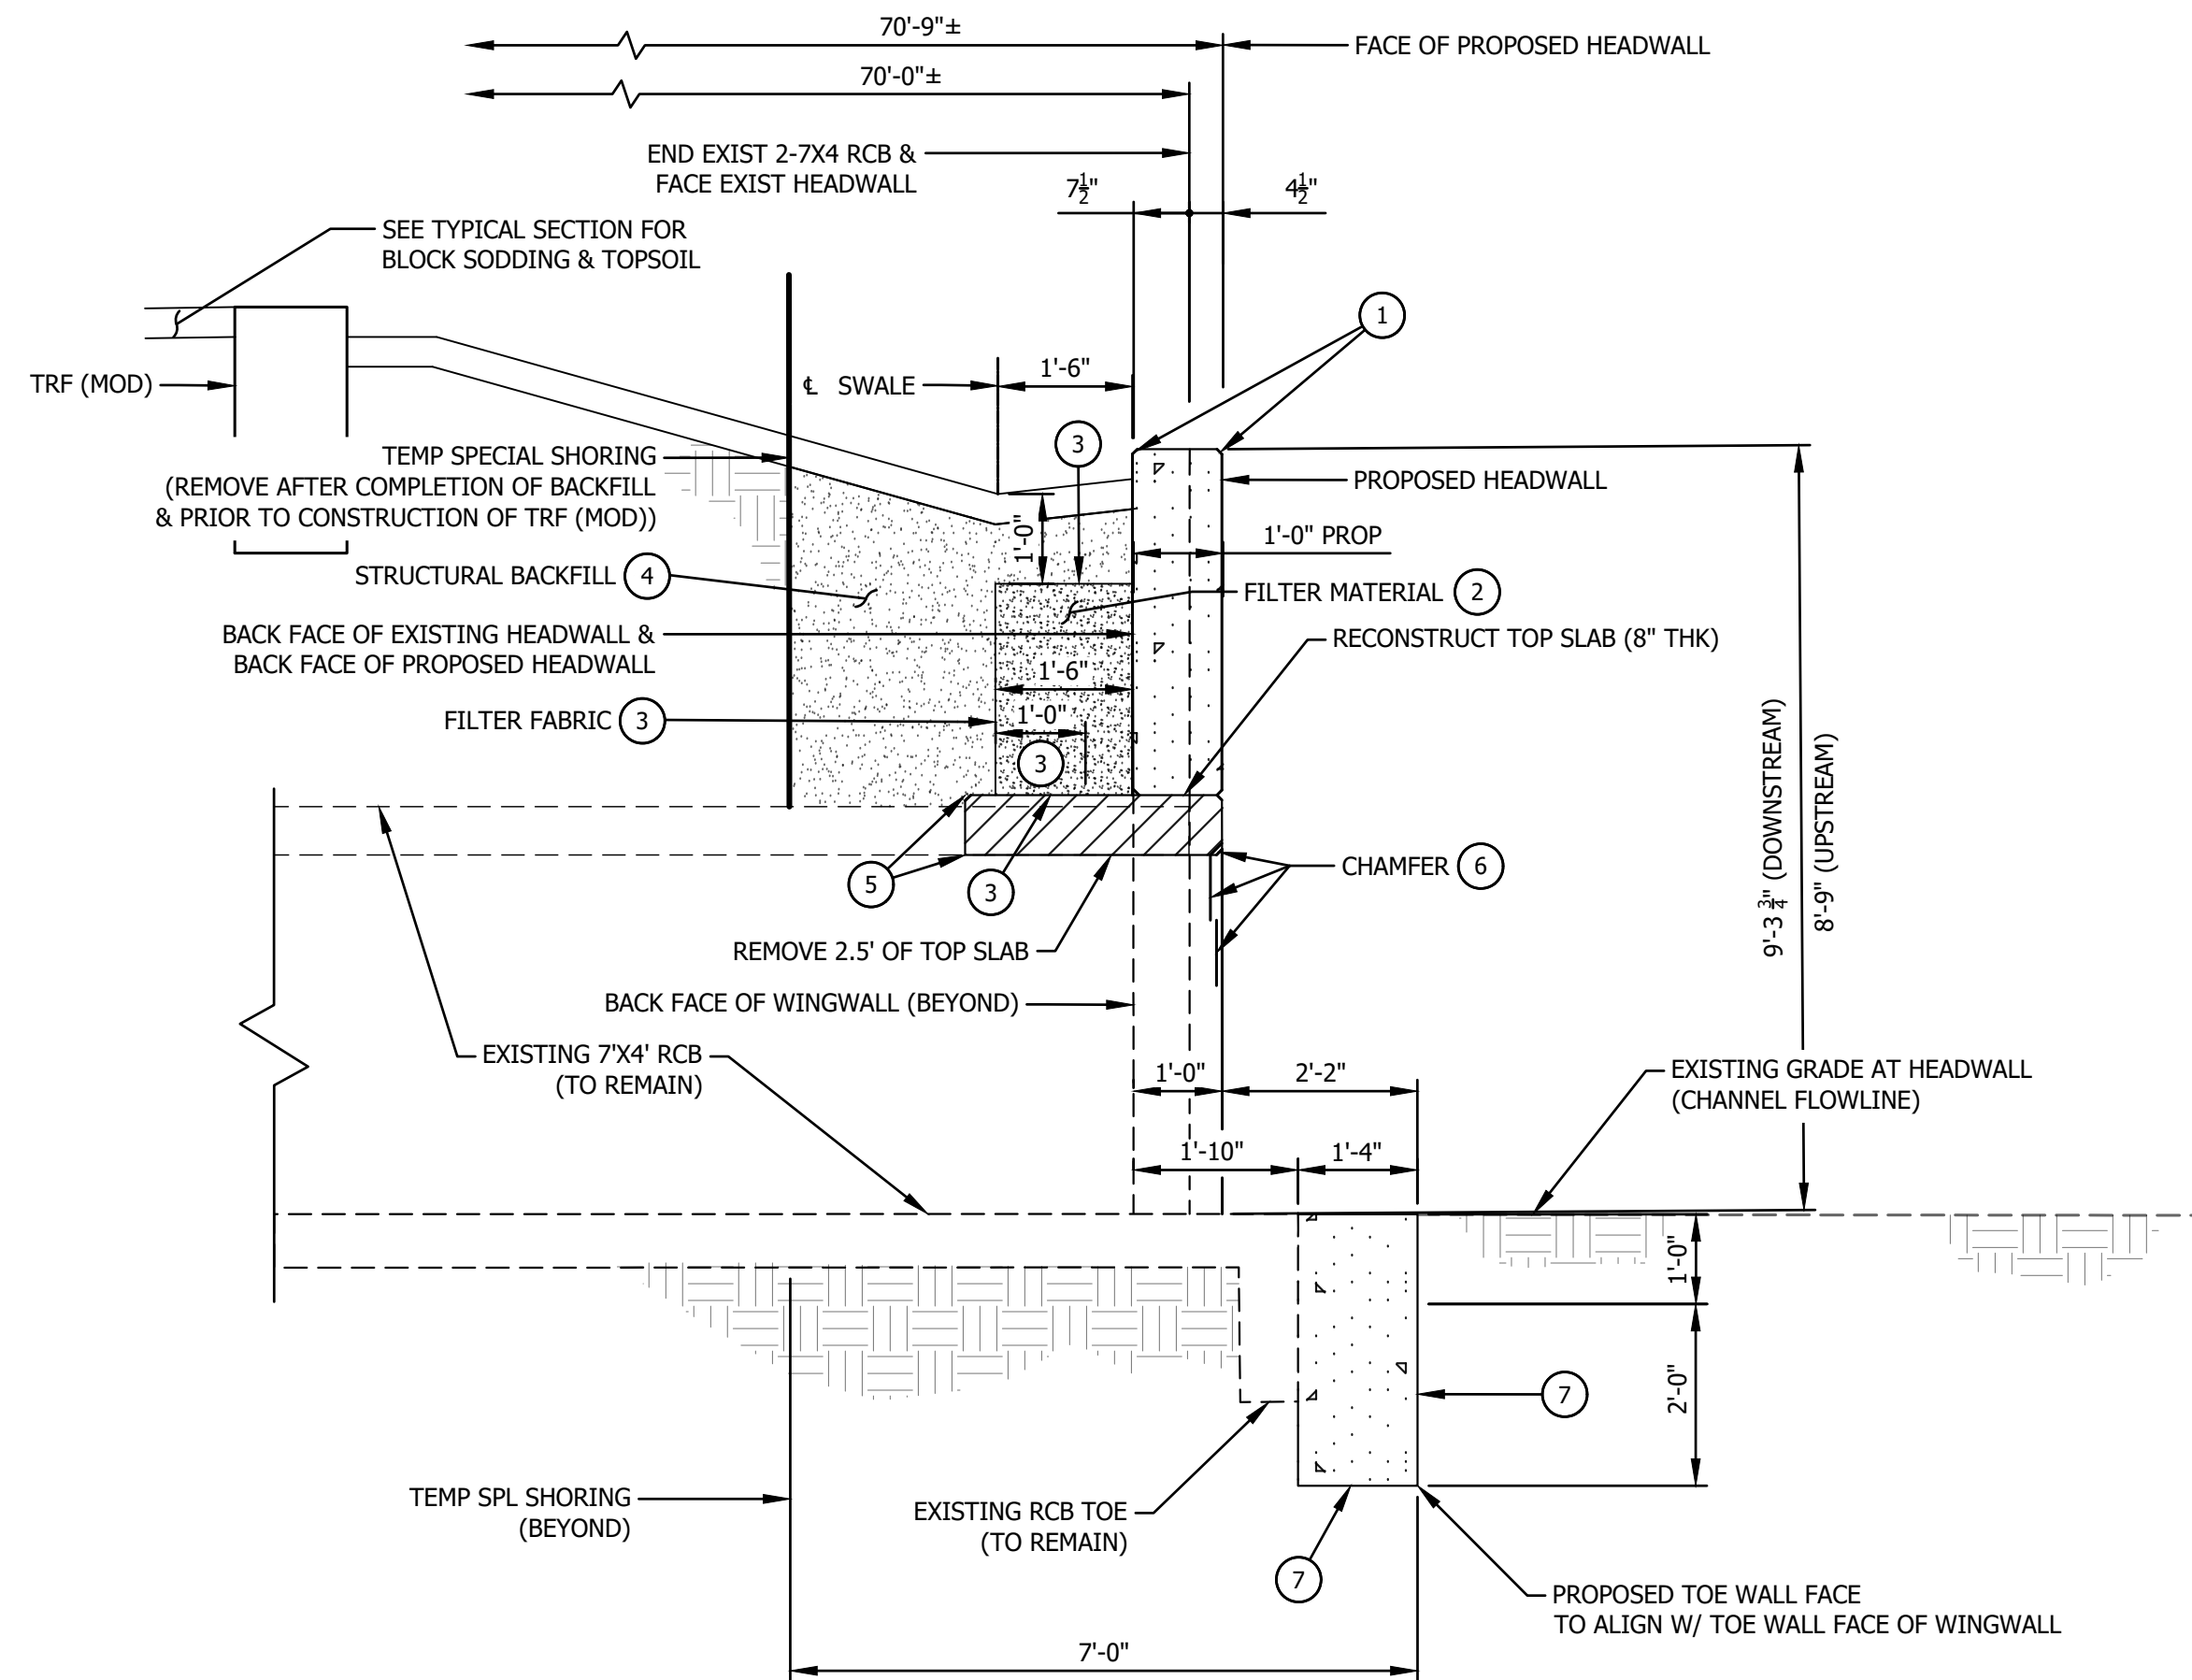 70'-9"±
FACE OF PROPOSED HEADWALL
70'-0"±
END EXIST 2-7X4 RCB &
FACE EXIST HEADWALL
7 1/2"
4 1/2"
SEE TYPICAL SECTION FOR
BLOCK SODDING & TOPSOIL
1
TRF (MOD)
℄ SWALE
1'-6"
3
TEMP SPECIAL SHORING
(REMOVE AFTER COMPLETION OF BACKFILL
& PRIOR TO CONSTRUCTION OF TRF (MOD))
PROPOSED HEADWALL
1'-0"
1'-0" PROP
STRUCTURAL BACKFILL 4
FILTER MATERIAL 2
BACK FACE OF EXISTING HEADWALL &
BACK FACE OF PROPOSED HEADWALL
RECONSTRUCT TOP SLAB (8" THK)
1'-6"
FILTER FABRIC 3
1'-0"
3
9'-3 3/4" (DOWNSTREAM)
8'-9" (UPSTREAM)
5
3
CHAMFER 6
REMOVE 2.5' OF TOP SLAB
BACK FACE OF WINGWALL (BEYOND)
EXISTING 7'X4' RCB
(TO REMAIN)
1'-0"
2'-2"
EXISTING GRADE AT HEADWALL
(CHANNEL FLOWLINE)
1'-10"
1'-4"
1'-0"
2'-0"
7
TEMP SPL SHORING
(BEYOND)
EXISTING RCB TOE
(TO REMAIN)
7
PROPOSED TOE WALL FACE
TO ALIGN W/ TOE WALL FACE OF WINGWALL
7'-0"